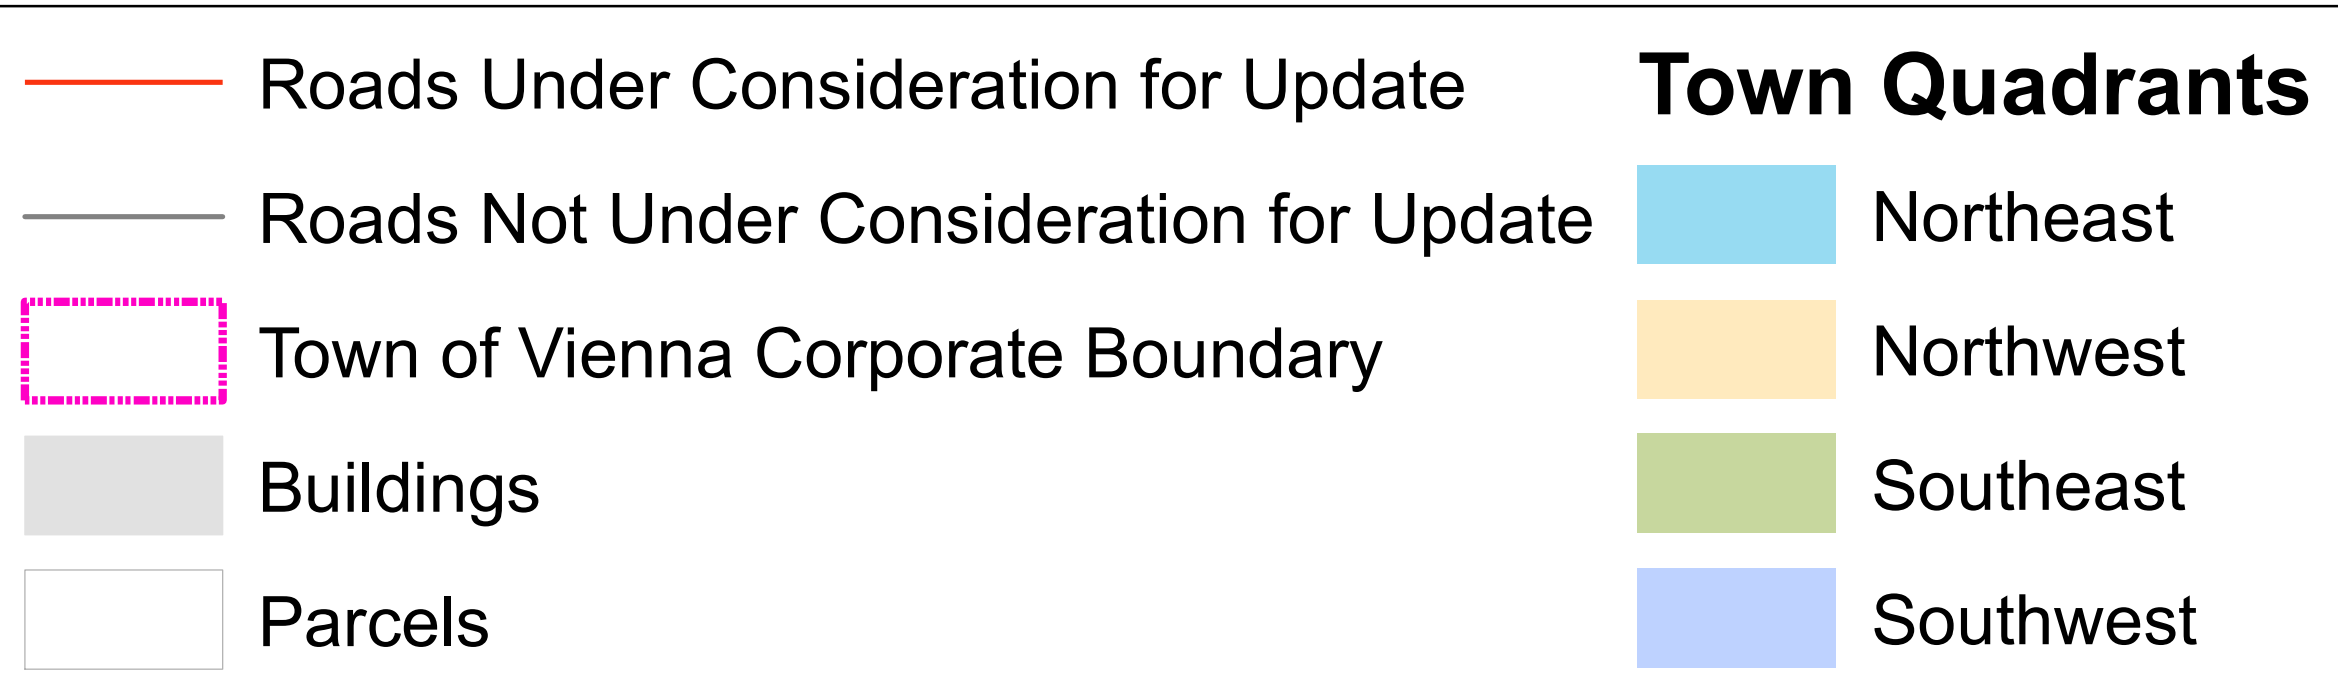 Roads Under Consideration for Update
Roads Not Under Consideration for Update
Town of Vienna Corporate Boundary
Buildings
Parcels
Town Quadrants
Northeast
Northwest
Southeast
Southwest